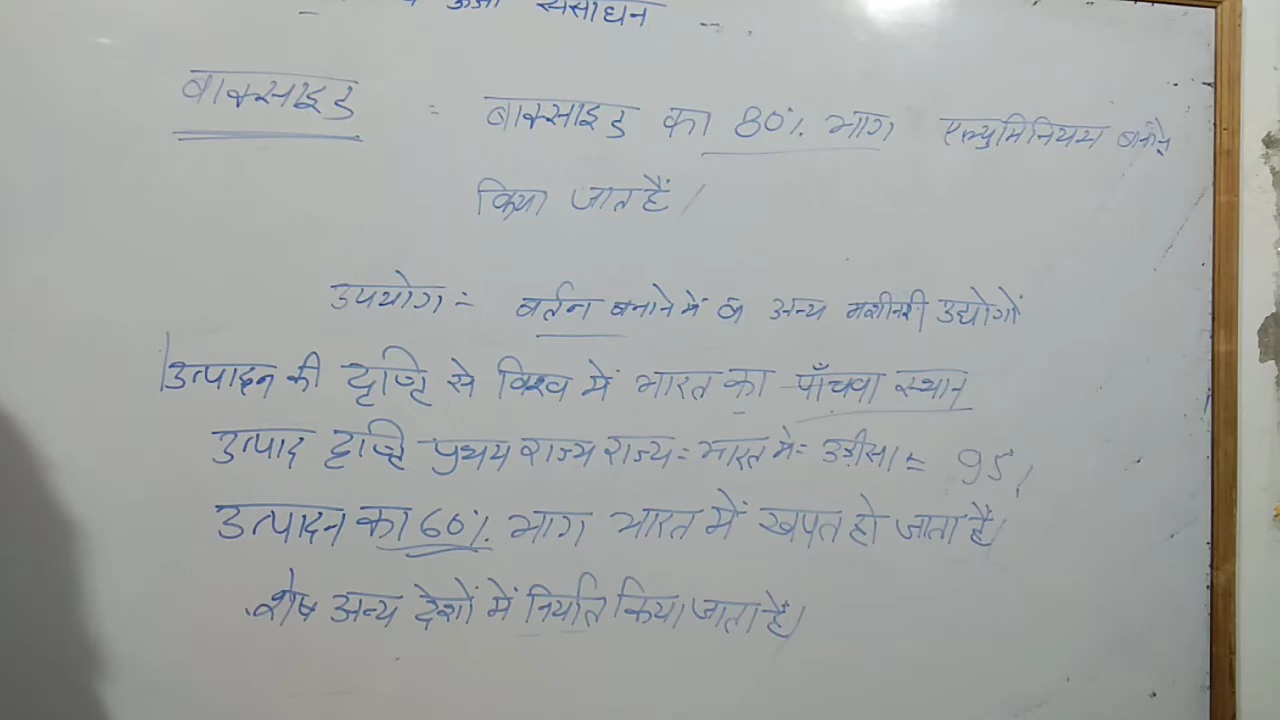 ऊर्जा संसाधन
बाक्साइड = बाक्साइड का 80% भाग एल्युमिनियम बनाने
किया जात हैं।
उपयोग:- बर्तन बनाने में व अन्य मशीनरी उद्योगों
उत्पादन की दृष्टि से विश्व में भारत का पाँचवा स्थान
उत्पाद दृष्टि प्रथम राज्य राज्य = भारत में = उड़ीसा =
उत्पादन का 60% भाग भारत में खपत हो जाता है।
शेष अन्य देशों में निर्यात किया जाता है।